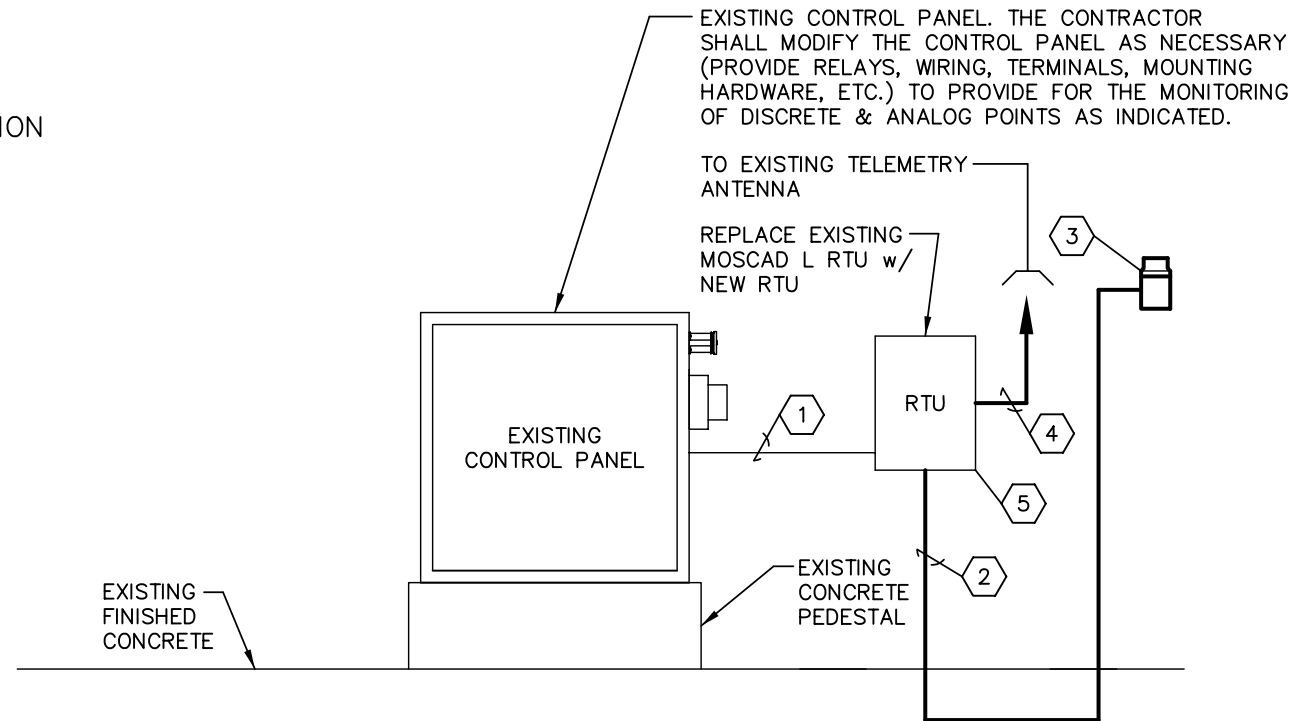 EXISTING CONTROL PANEL. THE CONTRACTOR
SHALL MODIFY THE CONTROL PANEL AS NECESSARY
(PROVIDE RELAYS, WIRING, TERMINALS, MOUNTING
HARDWARE, ETC.) TO PROVIDE FOR THE MONITORING
OF DISCRETE & ANALOG POINTS AS INDICATED.
ION
TO EXISTING TELEMETRY
ANTENNA
REPLACE EXISTING
MOSCAD L RTU w/
NEW RTU
3
RTU
1
4
EXISTING
CONTROL PANEL
5
2
EXISTING
CONCRETE
PEDESTAL
EXISTING
FINISHED
CONCRETE